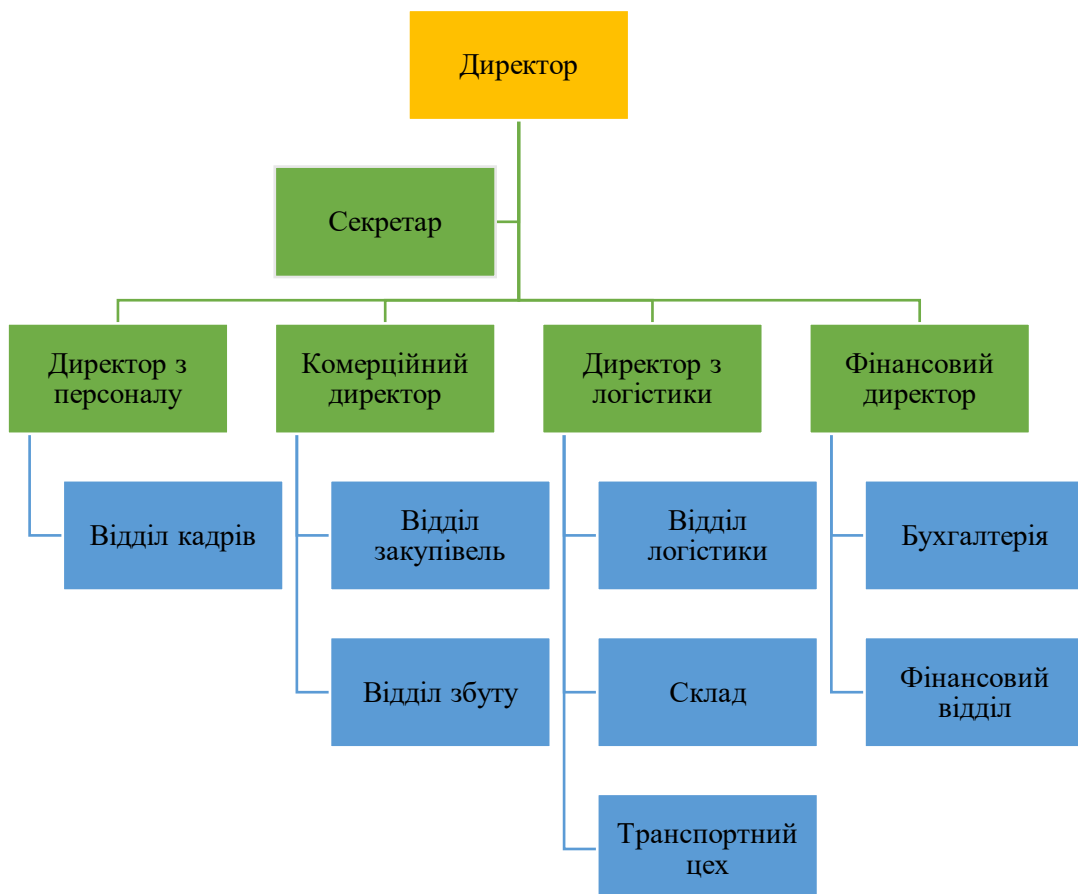 Директор
Секретар
Директор з
персоналу
Комерційний
директор
Директор з
логістики
Фінансовий
директор
Відділ кадрів
Відділ
закупівель
Відділ
логістики
Бухгалтерія
Відділ збуту
Склад
Фінансовий
відділ
Транспортний
цех